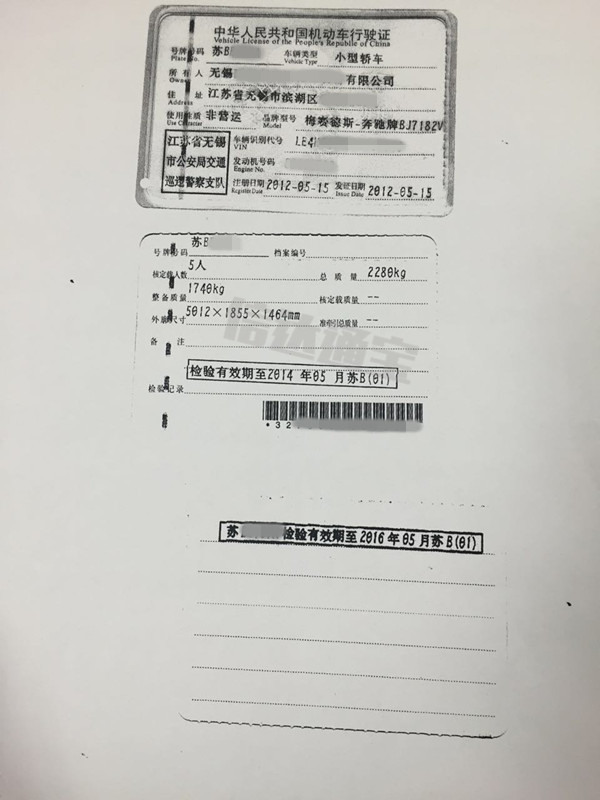 中华人民共和国机动车行驶证
Vehicle License of the People's Republic of China
号牌号码 苏B 车辆类型 小型轿车
Plate No. Vehicle Type
所有人 无锡 有限公司
Owner
住址 江苏省无锡市滨湖区
Address
使用性质 非营运 品牌型号 梅赛德斯-奔驰牌BJ7182V
Use Character Model
江苏省无锡 车辆识别代号 LE4
VIN
市公安局交通 发动机号码
Engine No.
巡逻警察支队 注册日期 2012-05-15 发证日期 2012-05-15
Register Date Issue Date
号牌号码 苏B 档案编号
核定载人数 5人 总质量 2280kg
整备质量 1740kg 核定载质量 --
外廓尺寸 5012×1855×1464mm 准牵引总质量 --
备注
检验有效期至2014年05月苏B(01)
检验记录
*32
苏 检验有效期至2016年05月苏B(01)